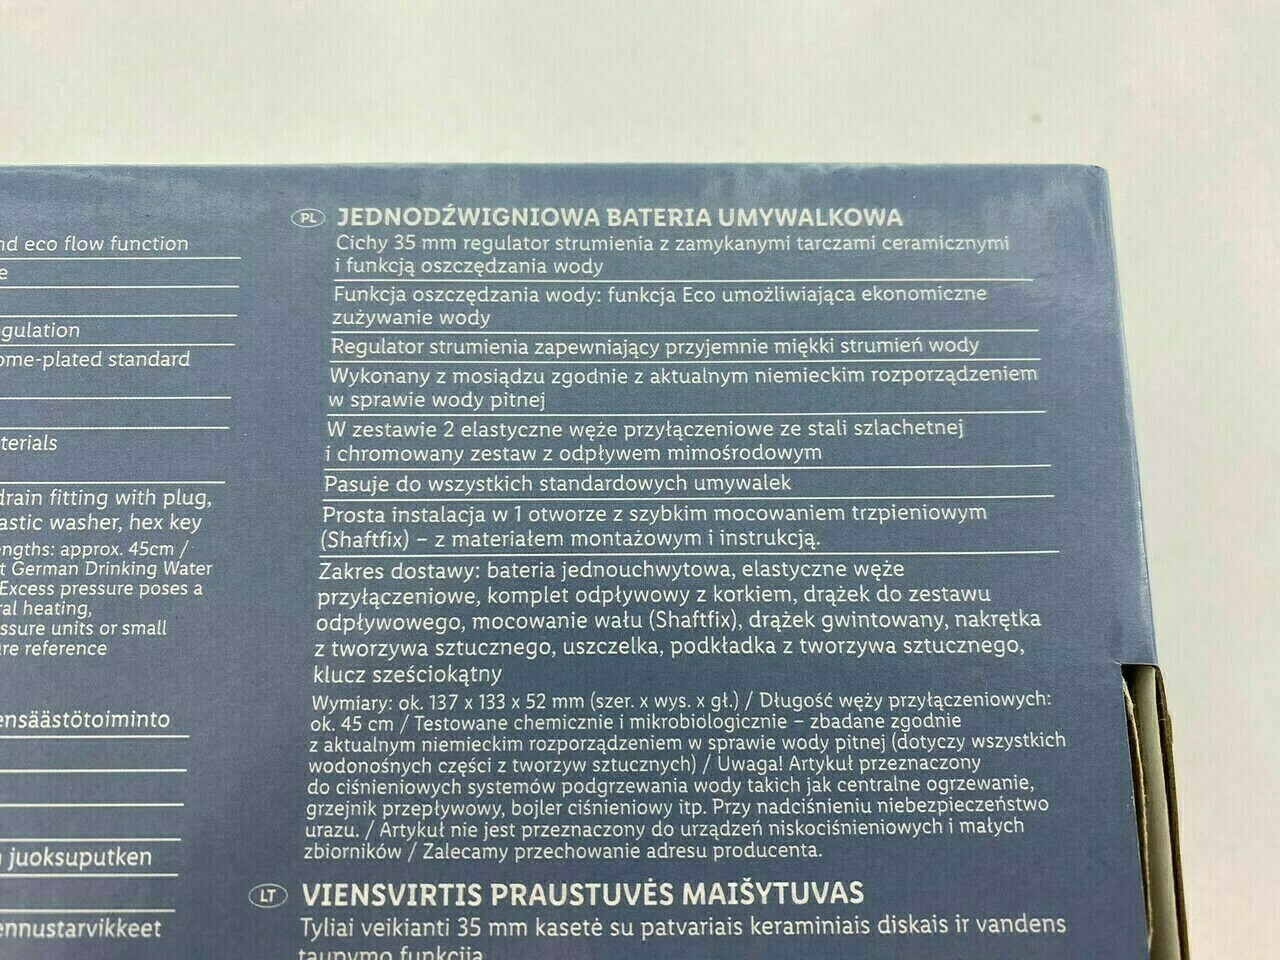 nd eco flow function
e
gulation
ome-plated standard
terials
drain fitting with plug,
astic washer, hex key
engths: approx. 45cm /
t German Drinking Water
Excess pressure poses a
ral heating,
ssure units or small
re reference
ensäästötoiminto
juoksuputken
ennustarvikkeet
PL JEDNODŹWIGNIOWA BATERIA UMYWALKOWA
Cichy 35 mm regulator strumienia z zamykanymi tarczami ceramicznymi
i funkcją oszczędzania wody
Funkcja oszczędzania wody: funkcja Eco umożliwiająca ekonomiczne
zużywanie wody
Regulator strumienia zapewniający przyjemnie miękki strumień wody
Wykonany z mosiądzu zgodnie z aktualnym niemieckim rozporządzeniem
w sprawie wody pitnej
W zestawie 2 elastyczne węże przyłączeniowe ze stali szlachetnej
i chromowany zestaw z odpływem mimośrodowym
Pasuje do wszystkich standardowych umywalek
Prosta instalacja w 1 otworze z szybkim mocowaniem trzpieniowym
(Shaftfix) – z materiałem montażowym i instrukcją.
Zakres dostawy: bateria jednouchwytowa, elastyczne węże
przyłączeniowe, komplet odpływowy z korkiem, drążek do zestawu
odpływowego, mocowanie wału (Shaftfix), drążek gwintowany, nakrętka
z tworzywa sztucznego, uszczelka, podkładka z tworzywa sztucznego,
klucz sześciokątny
Wymiary: ok. 137 x 133 x 52 mm (szer. x wys. x gł.) / Długość węży przyłączeniowych:
ok. 45 cm / Testowane chemicznie i mikrobiologicznie – zbadane zgodnie
z aktualnym niemieckim rozporządzeniem w sprawie wody pitnej (dotyczy wszystkich
wodonośnych części z tworzyw sztucznych) / Uwaga! Artykuł przeznaczony
do ciśnieniowych systemów podgrzewania wody takich jak centralne ogrzewanie,
grzejnik przepływowy, bojler ciśnieniowy itp. Przy nadciśnieniu niebezpieczeństwo
urazu. / Artykuł nie jest przeznaczony do urządzeń niskociśnieniowych i małych
zbiorników / Zalecamy przechowanie adresu producenta.
LT VIENSVIRTIS PRAUSTUVĖS MAIŠYTUVAS
Tyliai veikianti 35 mm kasetė su patvariais keraminiais diskais ir vandens
taupymo funkcija